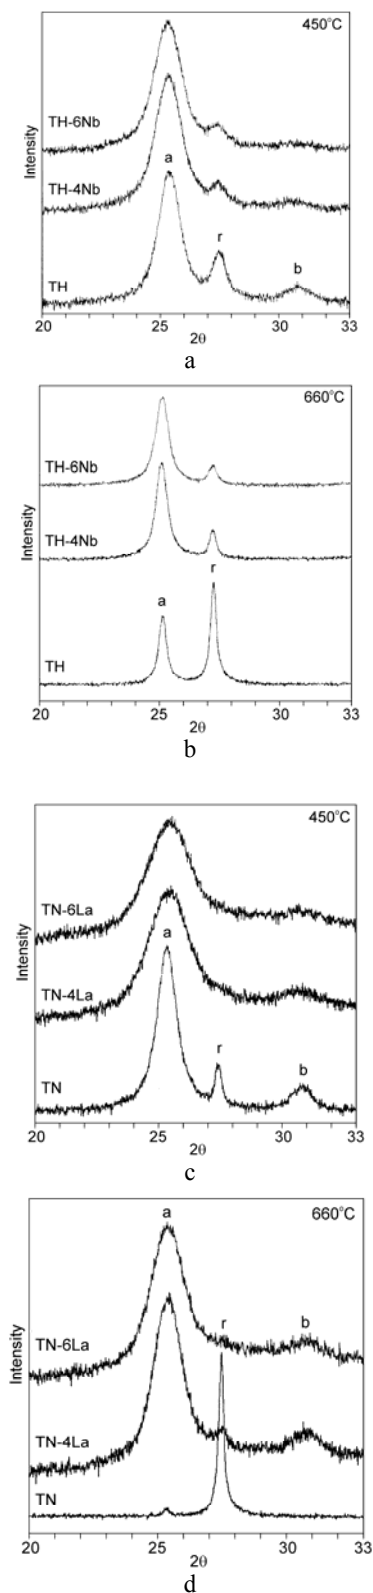 450°C
TH-6Nb
a
TH-4Nb
r
b
TH
Intensity
20 25 30 33
2θ
a
660°C
TH-6Nb
TH-4Nb
r
a
TH
Intensity
20 25 30 33
2θ
b
450°C
TN-6La
a
TN-4La
r
b
TN
Intensity
20 25 30 33
2θ
c
a
660°C
r
b
TN-6La
TN-4La
TN
Intensity
20 25 30 33
2θ
d